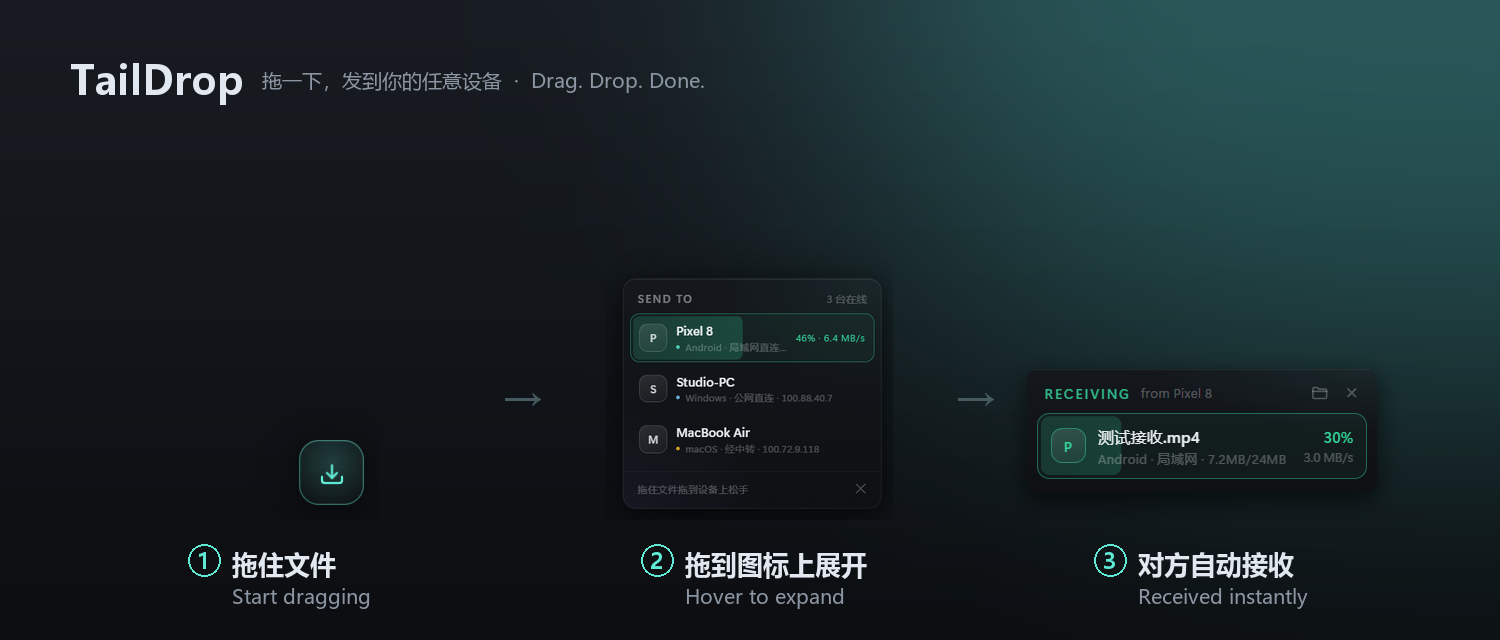 TailDrop 拖一下，发到你的任意设备 · Drag. Drop. Done.
SEND TO 3 台在线
P Pixel 8 46% · 6.4 MB/s
Android · 局域网直连...
S Studio-PC
Windows · 公网直连 · 100.88.40.7
M MacBook Air
macOS · 经中转 · 100.72.9.118
拖住文件拖到设备上松手
RECEIVING from Pixel 8
P 测试接收.mp4 30%
Android · 局域网 · 7.2MB/24MB 3.0 MB/s
1 拖住文件
Start dragging
2 拖到图标上展开
Hover to expand
3 对方自动接收
Received instantly